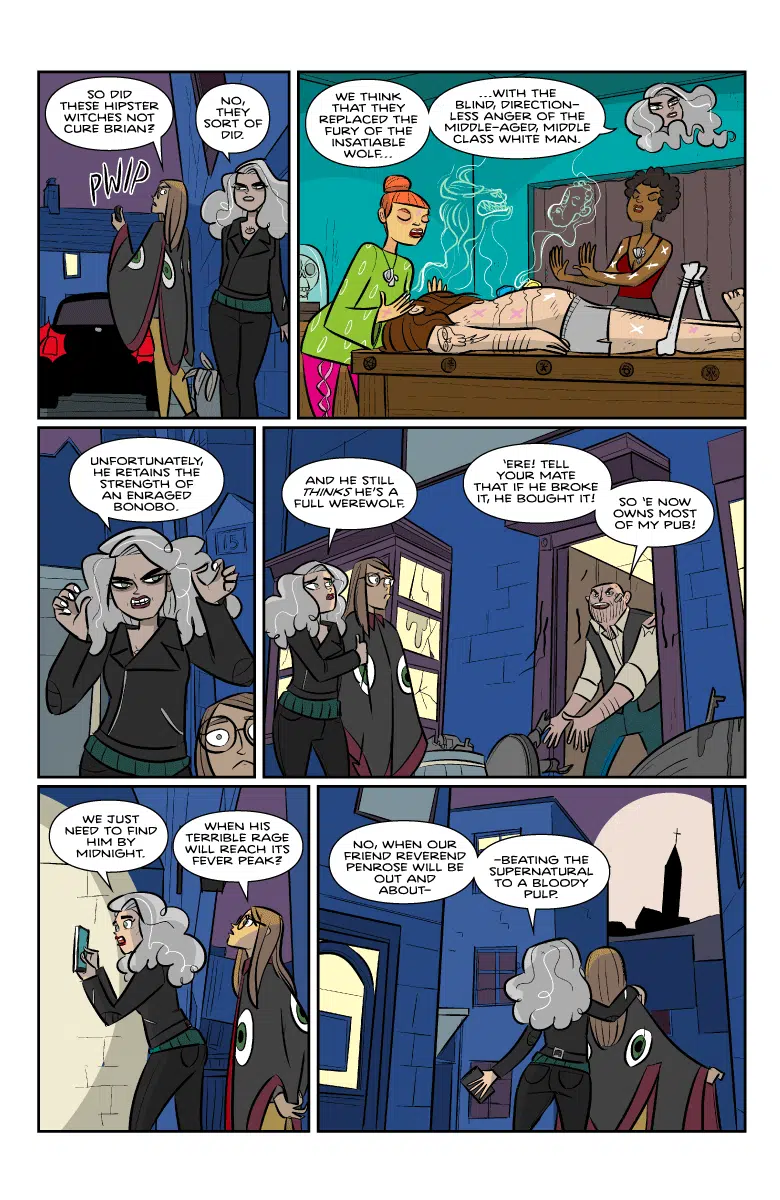 SO DID
THESE HIPSTER
WITCHES NOT
CURE BRIAN?
NO,
THEY
SORT OF
DID.
PWIP
WE THINK
THAT THEY
REPLACED THE
FURY OF THE
INSATIABLE
WOLF...
...WITH THE
BLIND, DIRECTION-
LESS ANGER OF THE
MIDDLE-AGED, MIDDLE
CLASS WHITE MAN.
UNFORTUNATELY,
HE RETAINS THE
STRENGTH OF
AN ENRAGED
BONOBO.
151
AND HE STILL
THINKS HE'S A
FULL WEREWOLF.
'ERE! TELL
YOUR MATE
THAT IF HE BROKE
IT, HE BOUGHT IT!
SO 'E NOW
OWNS MOST
OF MY PUB!
WE JUST
NEED TO FIND
HIM BY
MIDNIGHT.
WHEN HIS
TERRIBLE RAGE
WILL REACH ITS
FEVER PEAK?
NO, WHEN OUR
FRIEND REVEREND
PENROSE WILL BE
OUT AND
ABOUT-
-BEATING THE
SUPERNATURAL
TO A BLOODY
PULP.